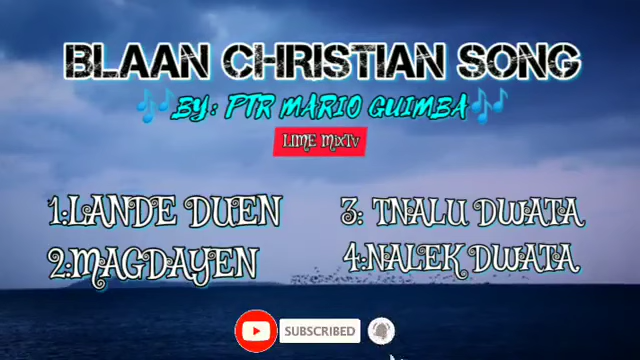 BLAAN CHRISTIAN SONG
BY: PTR MARIO GUIMBA
LIME MixTv
1:LANDE DUEN
2:MAGDAYEN
3: TNALU DWATA
4:NALEK DWATA
SUBSCRIBED